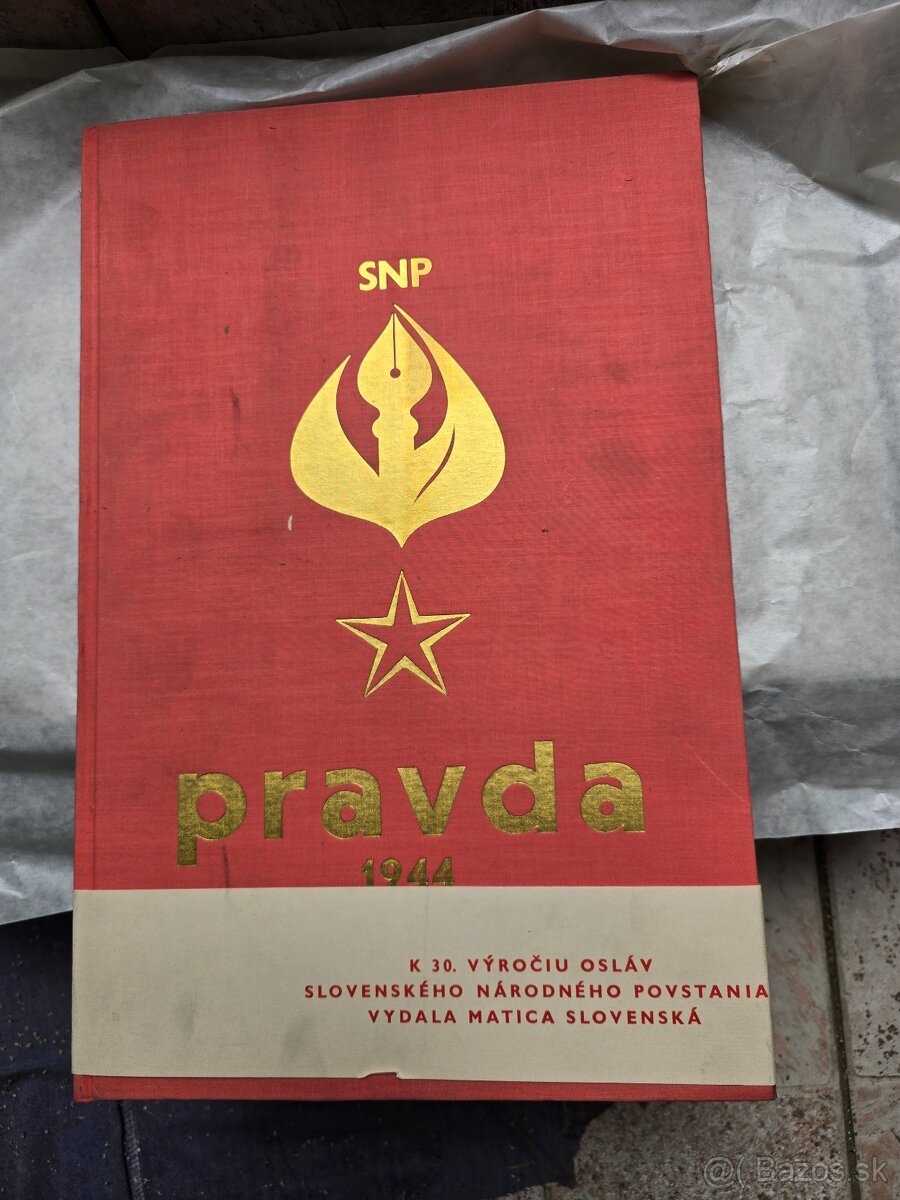 SNP
pravda
1944
K 30. VÝROČIU OSLÁV
SLOVENSKÉHO NÁRODNÉHO POVSTANIA
VYDALA MATICA SLOVENSKÁ
@( Bazos.sk